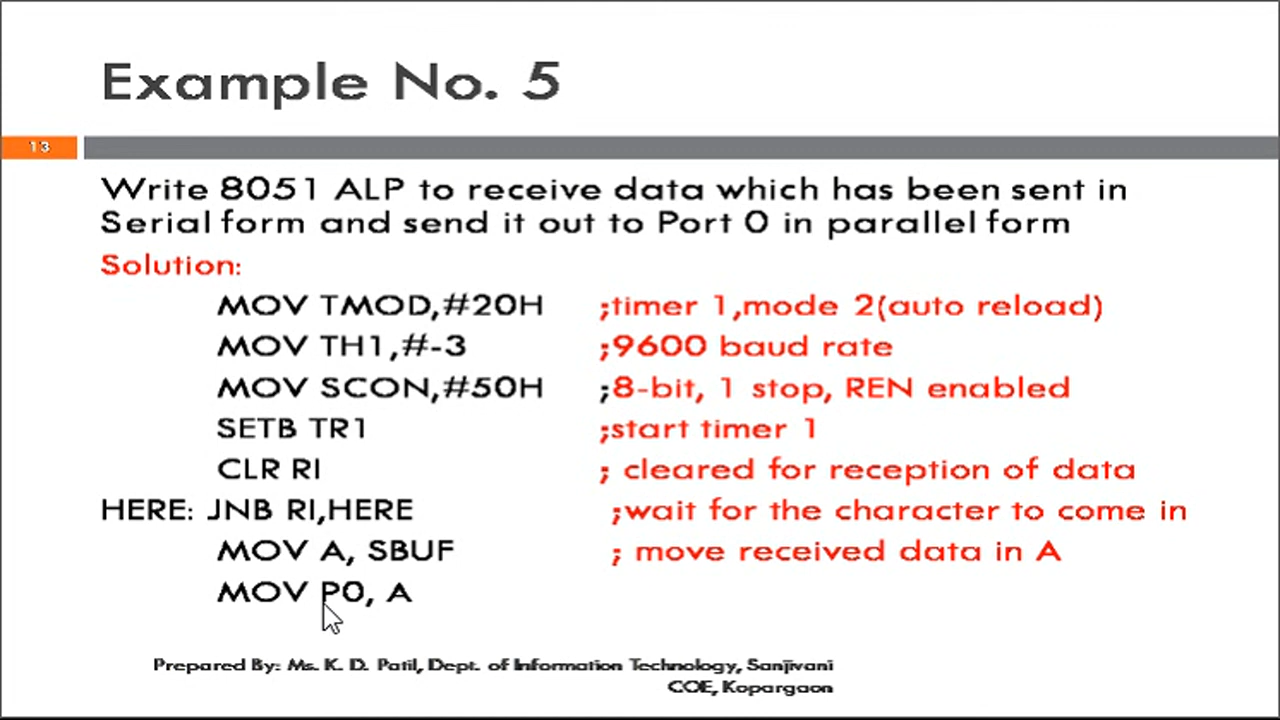 Example No. 5
13
Write 8051 ALP to receive data which has been sent in
Serial form and send it out to Port 0 in parallel form
Solution:
MOV TMOD,#20H ;timer 1,mode 2(auto reload)
MOV TH1,#-3 ;9600 baud rate
MOV SCON,#50H ;8-bit, 1 stop, REN enabled
SETB TR1 ;start timer 1
CLR RI ; cleared for reception of data
HERE: JNB RI,HERE ;wait for the character to come in
MOV A, SBUF ; move received data in A
MOV P0, A
Prepared By: Ms. K. D. Patil, Dept. of Information Technology, Sanjivani
COE, Kopargaon